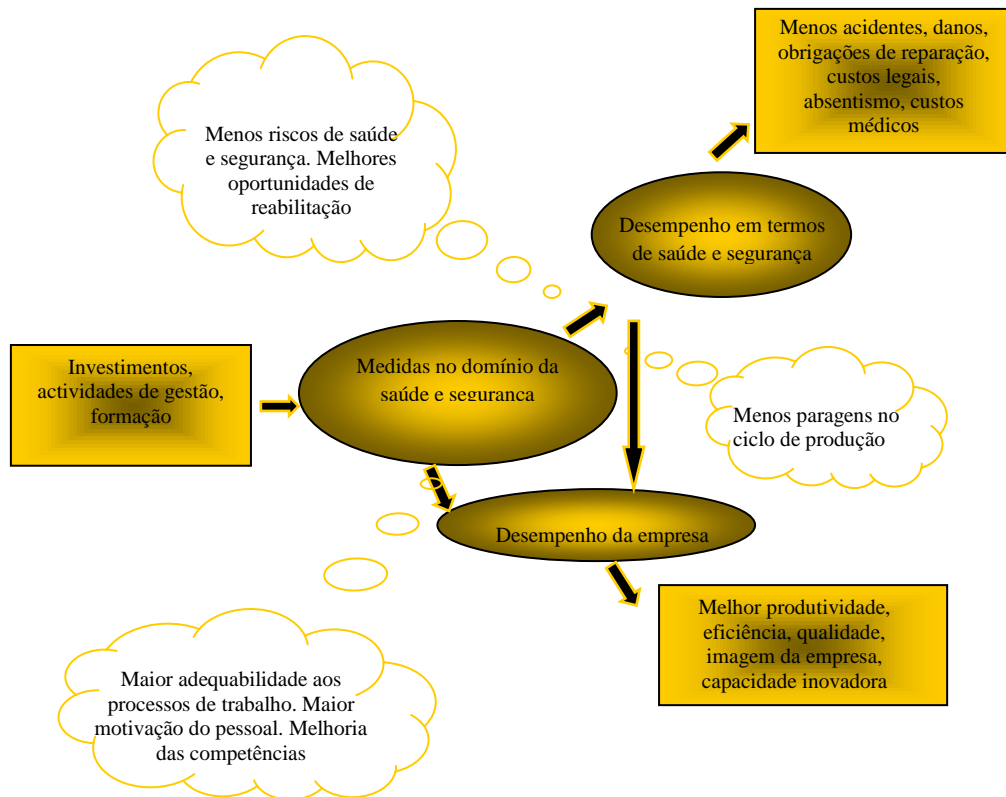 Menos acidentes, danos,
obrigações de reparação,
custos legais,
absentismo, custos
médicos
Menos riscos de saúde
e segurança. Melhores
oportunidades de
reabilitação
Desempenho em termos
de saúde e segurança
Investimentos,
actividades de gestão,
formação
Medidas no domínio da
saúde e seguranca
Menos paragens no
ciclo de produção
Desempenho da empresa
Melhor produtividade,
eficiência, qualidade,
imagem da empresa,
capacidade inovadora
Maior adequabilidade aos
processos de trabalho. Maior
motivação do pessoal. Melhoria
das competências